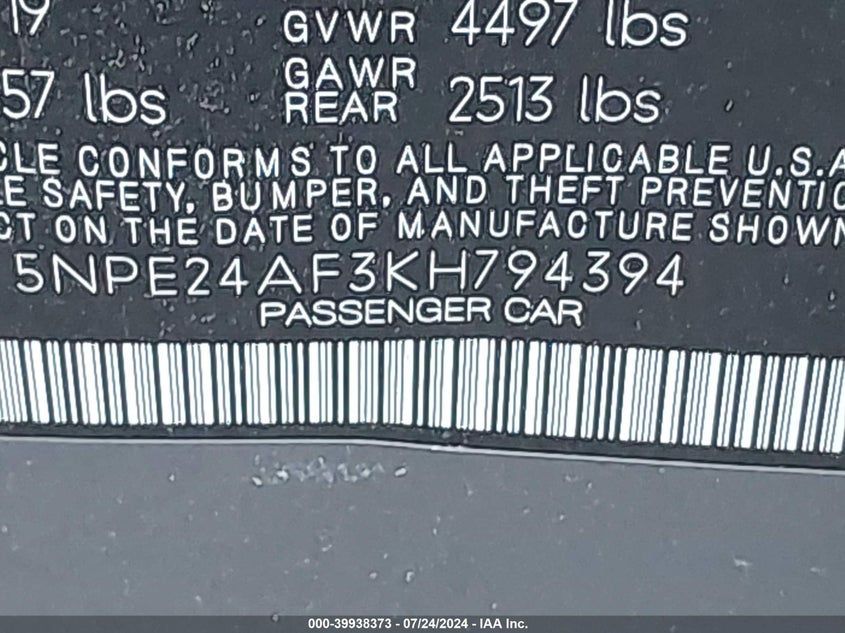 19 GVWR 4497 lbs
57 lbs GAWR REAR 2513 lbs
CLE CONFORMS TO ALL APPLICABLE U.S.A
E SAFETY, BUMPER, AND THEFT PREVENTIO
CT ON THE DATE OF MANUFACTURE SHOWN
5NPE24AF3KH794394
PASSENGER CAR
000-39938373 - 07/24/2024 - IAA Inc.